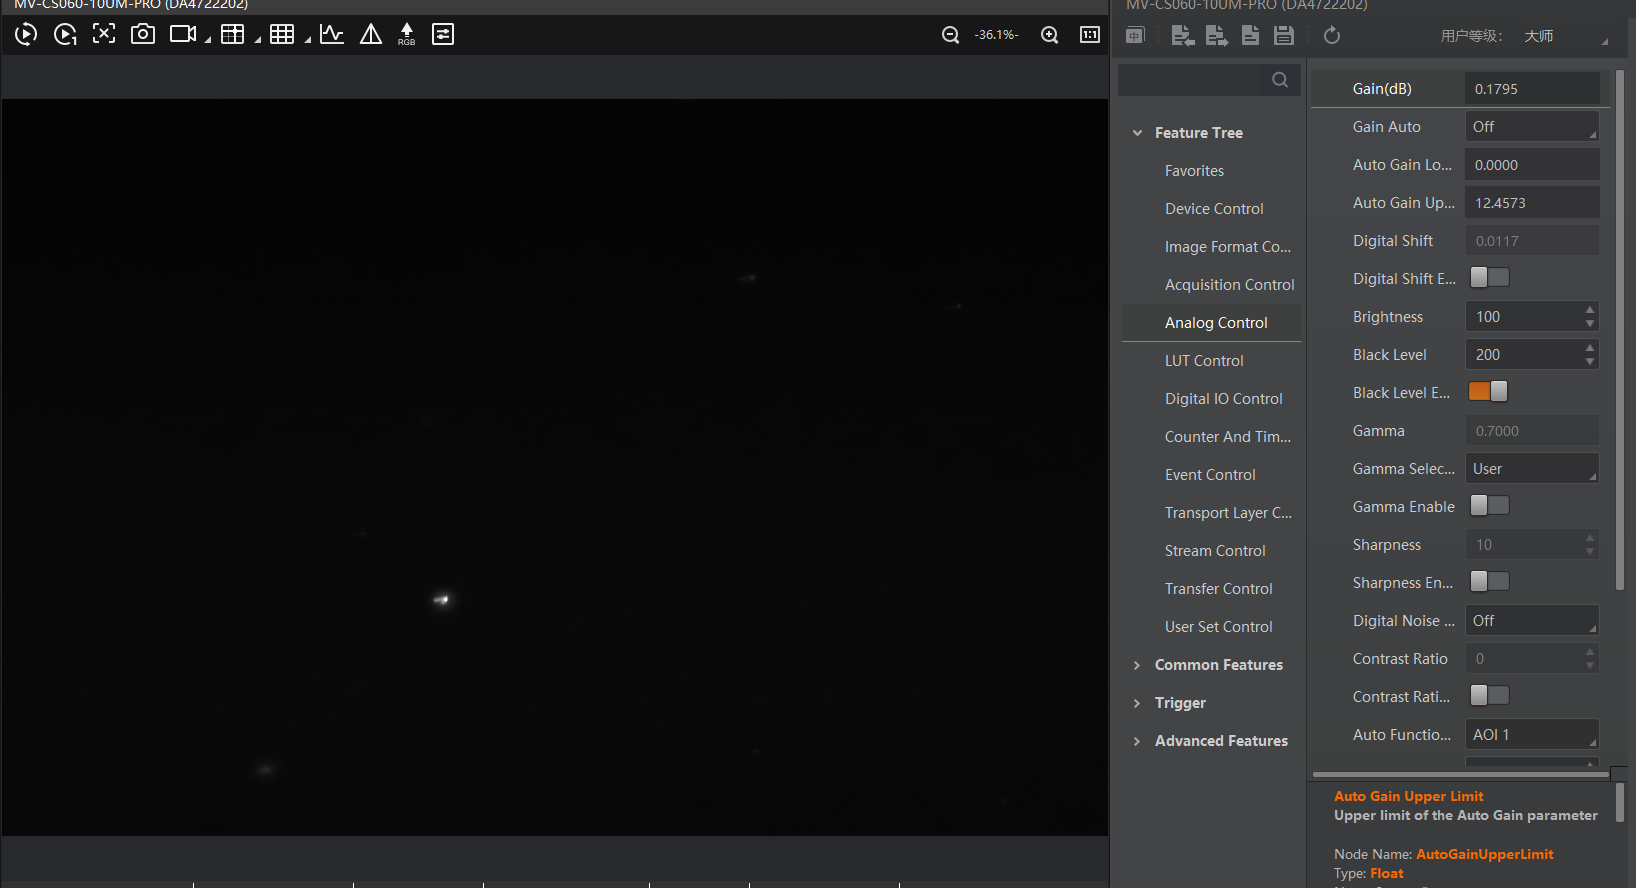 MV-CS060-10UM-PRO (DA4722202)
RGB
-36.1%-
1:1
MV-CS060-10UM-PRO (DA4722202)
中
用户等级：
大师
Feature Tree
Favorites
Device Control
Image Format Co...
Acquisition Control
Analog Control
LUT Control
Digital IO Control
Counter And Tim...
Event Control
Transport Layer C...
Stream Control
Transfer Control
User Set Control
Common Features
Trigger
Advanced Features
Gain(dB) 0.1795
Gain Auto Off
Auto Gain Lo... 0.0000
Auto Gain Up... 12.4573
Digital Shift 0.0117
Digital Shift E...
Brightness 100
Black Level 200
Black Level E...
Gamma 0.7000
Gamma Selec... User
Gamma Enable
Sharpness 10
Sharpness En...
Digital Noise ... Off
Contrast Ratio 0
Contrast Rati...
Auto Functio... AOI 1
Auto Gain Upper Limit
Upper limit of the Auto Gain parameter
Node Name: AutoGainUpperLimit
Type: Float